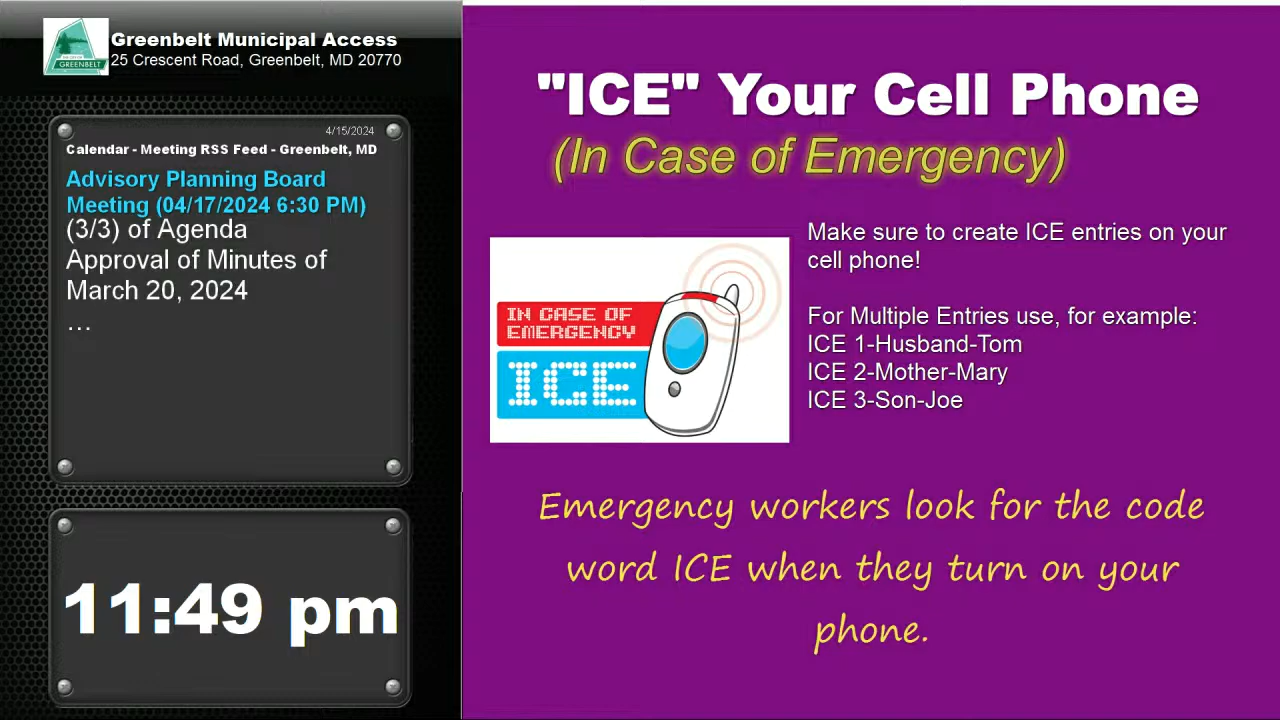 Greenbelt Municipal Access
25 Crescent Road, Greenbelt, MD 20770
GREENBELT
4/15/2024
Calendar - Meeting RSS Feed - Greenbelt, MD
Advisory Planning Board
Meeting (04/17/2024 6:30 PM)
(3/3) of Agenda
Approval of Minutes of
March 20, 2024
...
11:49 pm
"ICE" Your Cell Phone
(In Case of Emergency)
IN CASE OF
EMERGENCY
ICE
Make sure to create ICE entries on your
cell phone!
For Multiple Entries use, for example:
ICE 1-Husband-Tom
ICE 2-Mother-Mary
ICE 3-Son-Joe
Emergency workers look for the code
word ICE when they turn on your
phone.